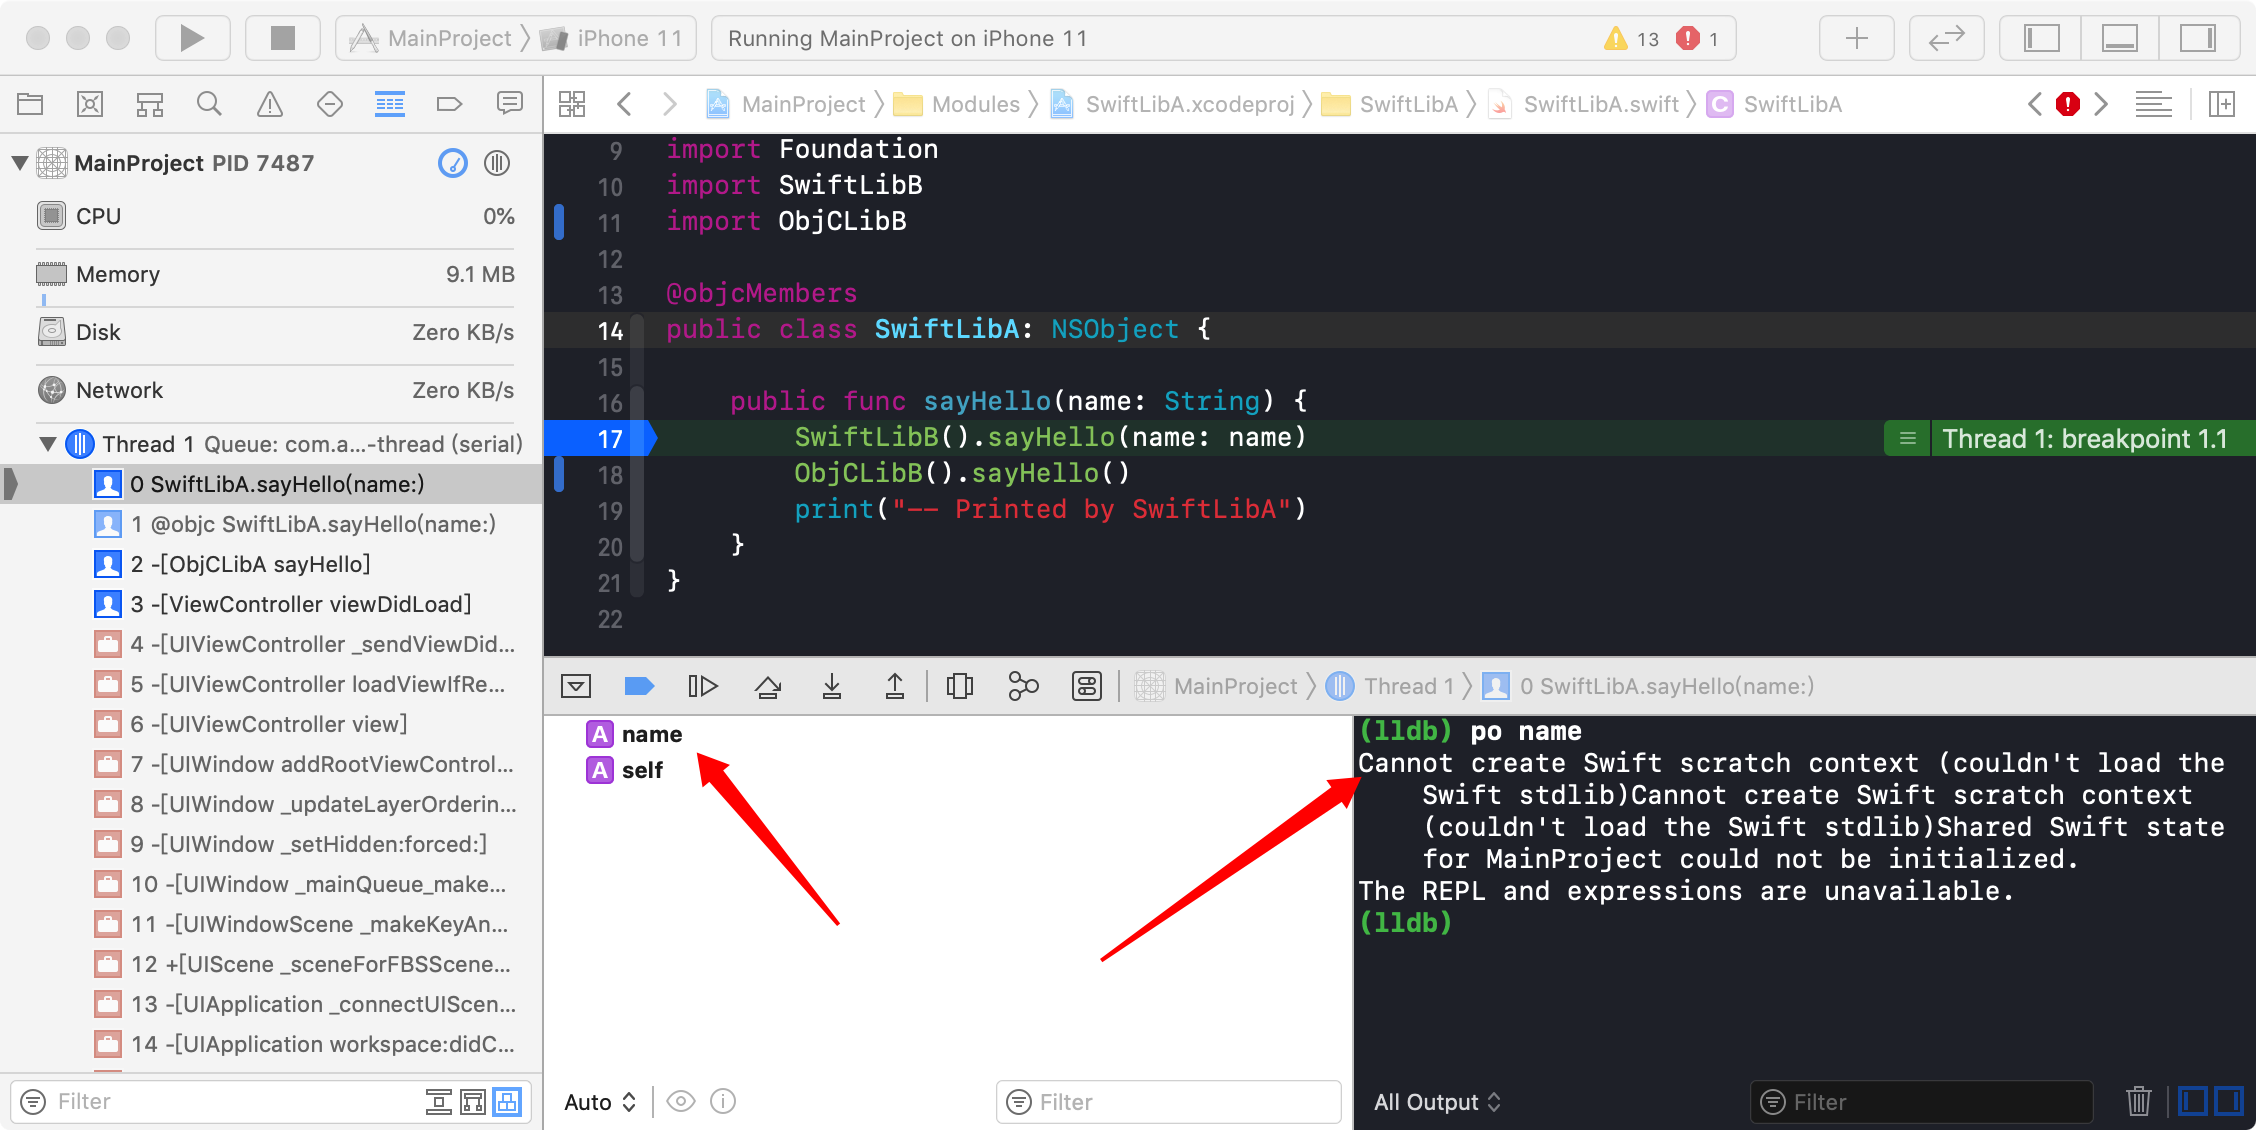 MainProject iPhone 11
Running MainProject on iPhone 11
13
1
MainProject Modules SwiftLibA.xcodeproj SwiftLibA SwiftLibA.swift C SwiftLibA
MainProject PID 7487
CPU 0%
Memory 9.1 MB
Disk Zero KB/s
Network Zero KB/s
Thread 1 Queue: com.a...-thread (serial)
0 SwiftLibA.sayHello(name:)
1 @objc SwiftLibA.sayHello(name:)
2 -[ObjCLibA sayHello]
3 -[ViewController viewDidLoad]
4 -[UIViewController _sendViewDid...
5 -[UIViewController loadViewIfRe...
6 -[UIViewController view]
7 -[UIWindow addRootViewControl...
8 -[UIWindow _updateLayerOrderin...
9 -[UIWindow _setHidden:forced:]
10 -[UIWindow _mainQueue_make...
11 -[UIWindowScene _makeKeyAn...
12 +[UIScene _sceneForFBSScene...
13 -[UIApplication _connectUIScen...
14 -[UIApplication workspace:didC...
Filter
9 import Foundation
10 import SwiftLibB
11 import ObjCLibB
12
13 @objcMembers
14 public class SwiftLibA: NSObject {
15
16 public func sayHello(name: String) {
17 SwiftLibB().sayHello(name: name)
Thread 1: breakpoint 1.1
18 ObjCLibB().sayHello()
19 print("-- Printed by SwiftLibA")
20 }
21 }
22
MainProject Thread 1 0 SwiftLibA.sayHello(name:)
A name
A self
Auto
Filter
(lldb) po name
Cannot create Swift scratch context (couldn't load the
Swift stdlib)Cannot create Swift scratch context
(couldn't load the Swift stdlib)Shared Swift state
for MainProject could not be initialized.
The REPL and expressions are unavailable.
(lldb)
All Output
Filter